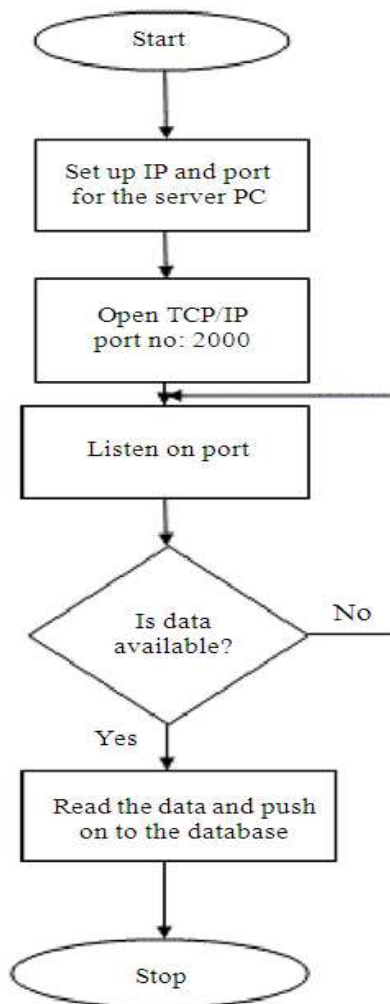 Start
Set up IP and port
for the server PC
Open TCP/IP
port no: 2000
Listen on port
Is data
available?
No
Yes
Read the data and push
on to the database
Stop